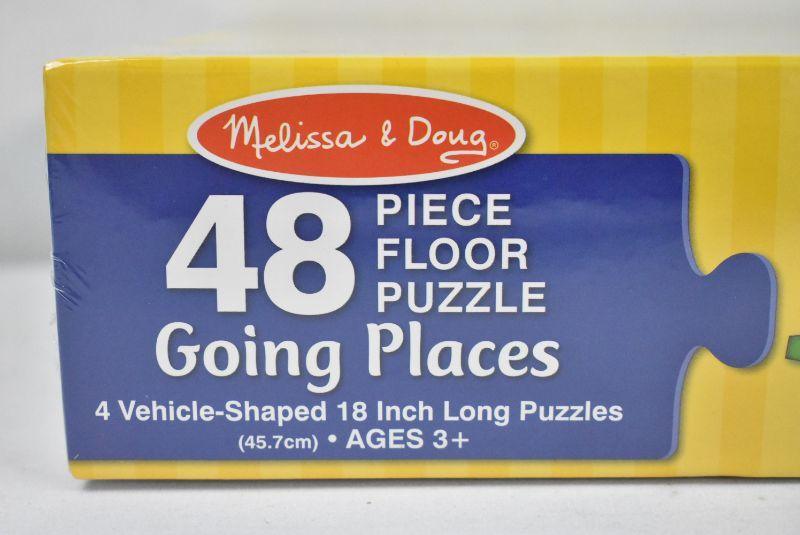 Melissa & Doug®
48 PIECE
FLOOR
PUZZLE
Going Places
4 Vehicle-Shaped 18 Inch Long Puzzles
(45.7cm) • AGES 3+